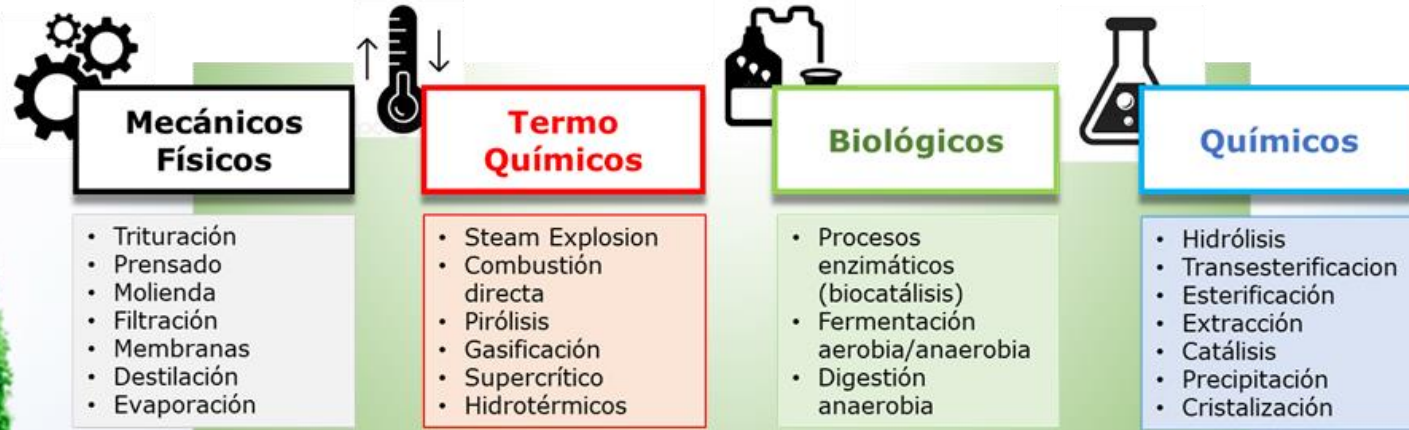 Mecánicos
Físicos
• Trituración
• Prensado
• Molienda
• Filtración
• Membranas
• Destilación
• Evaporación
Termo
Químicos
• Steam Explosion
• Combustión
directa
• Pirólisis
• Gasificación
• Supercrítico
• Hidrotérmicos
Biológicos
• Procesos
enzimáticos
(biocatálisis)
• Fermentación
aerobia/anaerobia
• Digestión
anaerobia
Químicos
• Hidrólisis
• Transesterificacion
• Esterificación
• Extracción
• Catálisis
• Precipitación
• Cristalización